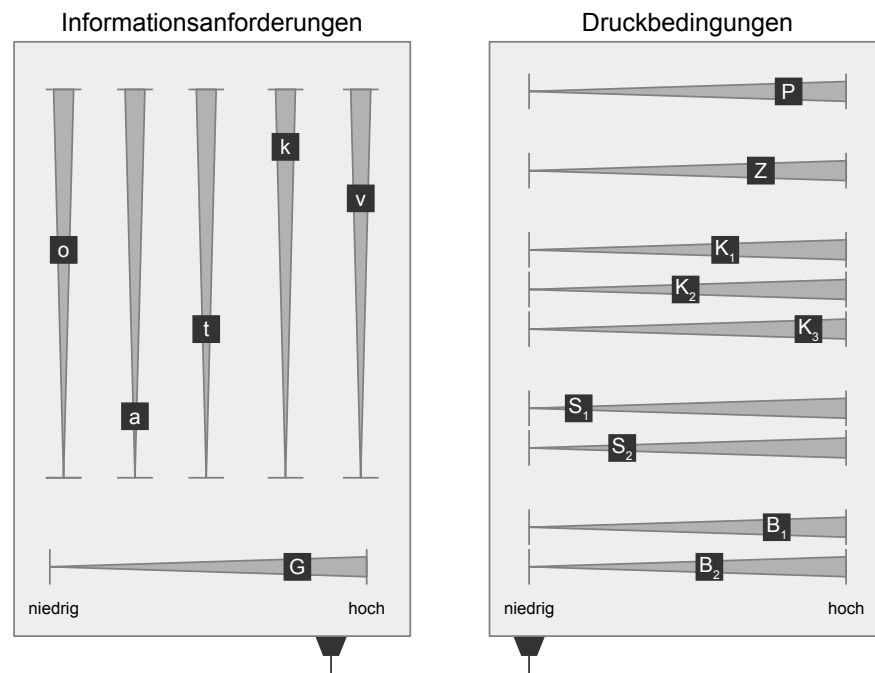 Informationsanforderungen
o
a
t
k
v
G
niedrig hoch
Druckbedingungen
P
Z
K₁
K₂
K₃
S₁
S₂
B₁
B₂
niedrig hoch